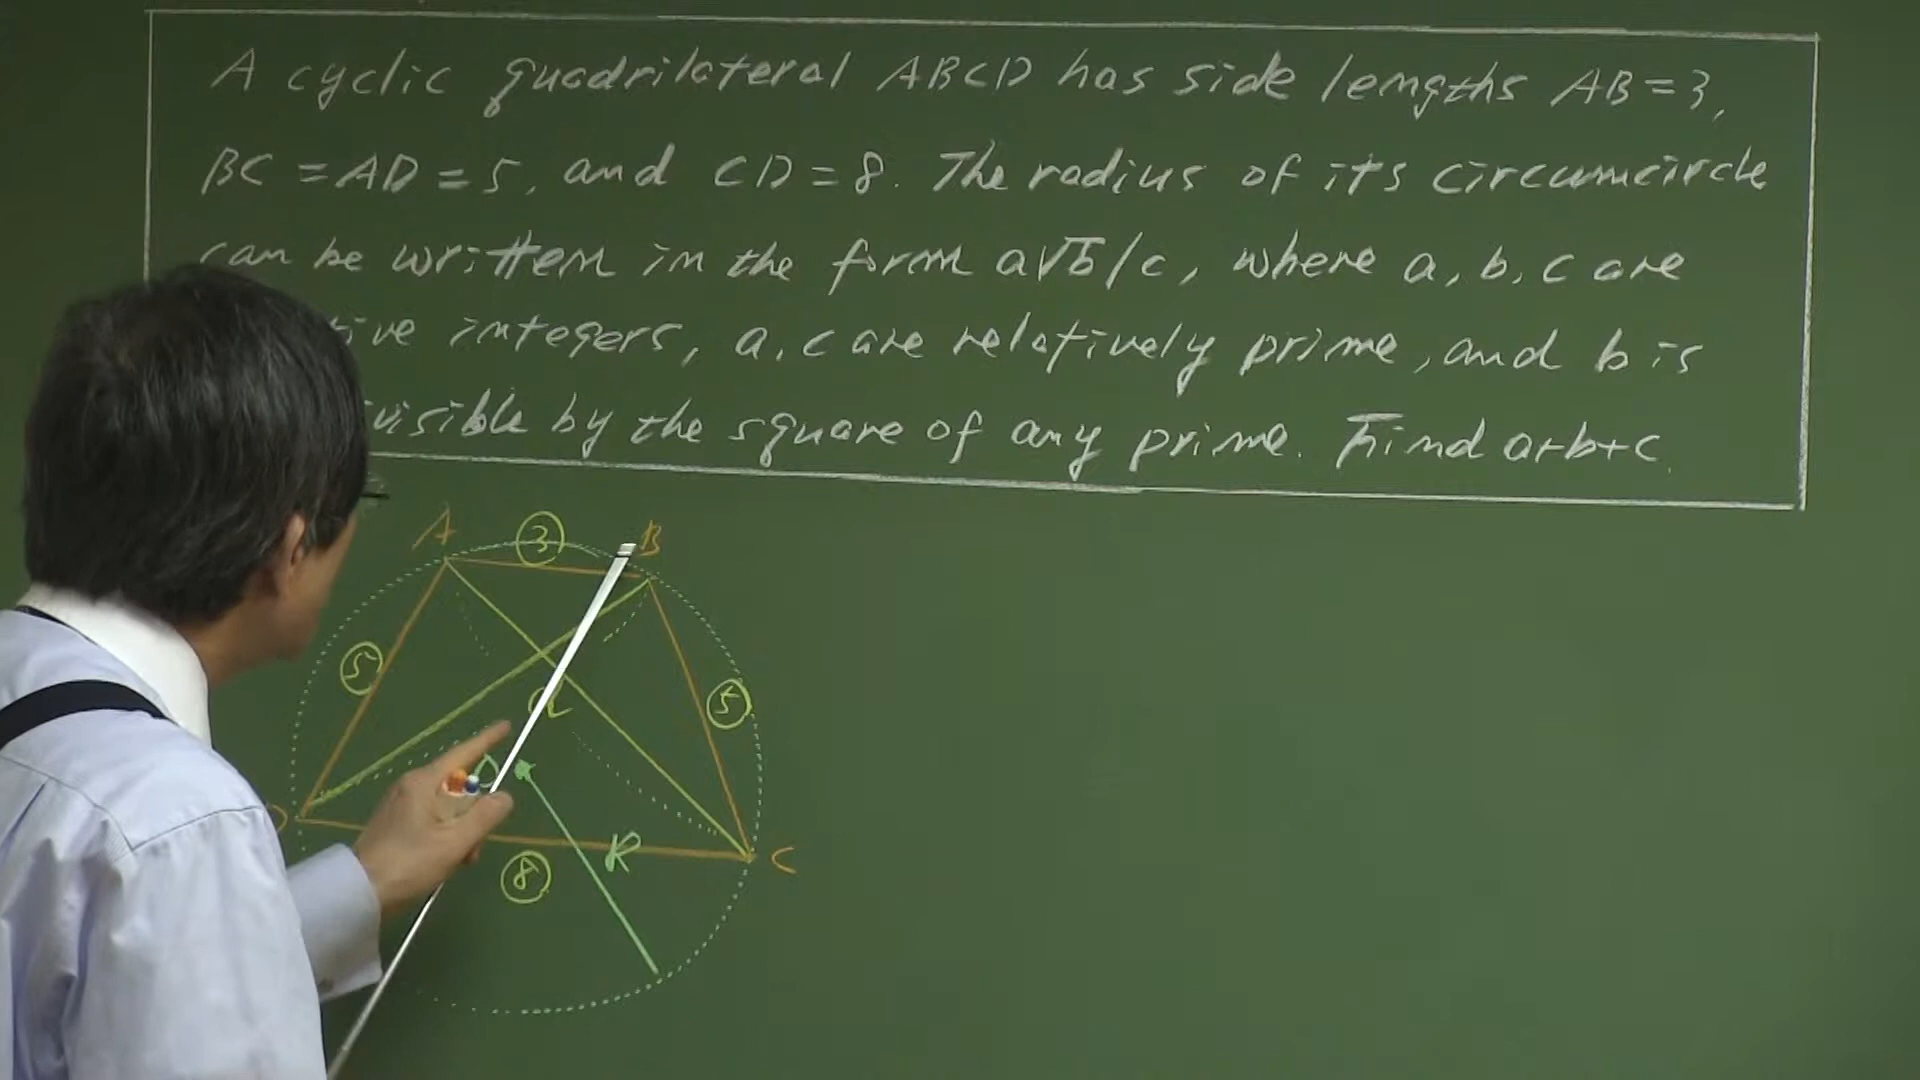 A cyclic quadrilateral ABCD has side lengths AB=3,
BC=AD=5, and CD=8. The radius of its circumcircle
can be written in the form a√b/c, where a, b, c are
tive integers, a, c are relatively prime, and b is
visible by the square of any prime. Find a+b+c.
A 3 B
5 5
R
8 C